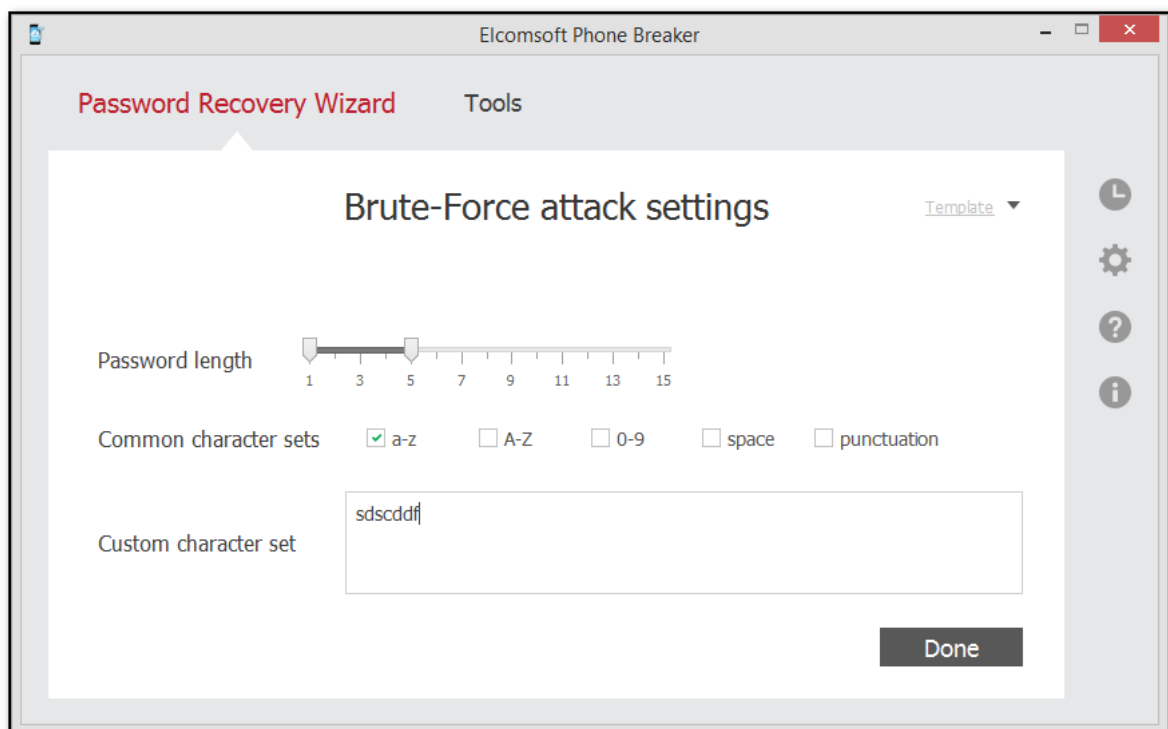 Elcomsoft Phone Breaker
Password Recovery Wizard Tools
Brute-Force attack settings Template
Password length
1 3 5 7 9 11 13 15
Common character sets a-z A-Z 0-9 space punctuation
Custom character set
sdscddf
Done